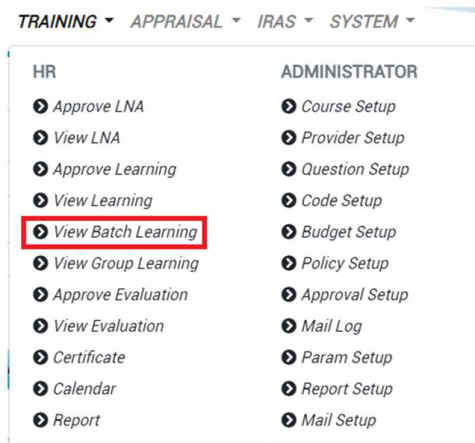 TRAINING APPRAISAL IRAS SYSTEM
HR
Approve LNA
View LNA
Approve Learning
View Learning
View Batch Learning
View Group Learning
Approve Evaluation
View Evaluation
Certificate
Calendar
Report
ADMINISTRATOR
Course Setup
Provider Setup
Question Setup
Code Setup
Budget Setup
Policy Setup
Approval Setup
Mail Log
Param Setup
Report Setup
Mail Setup